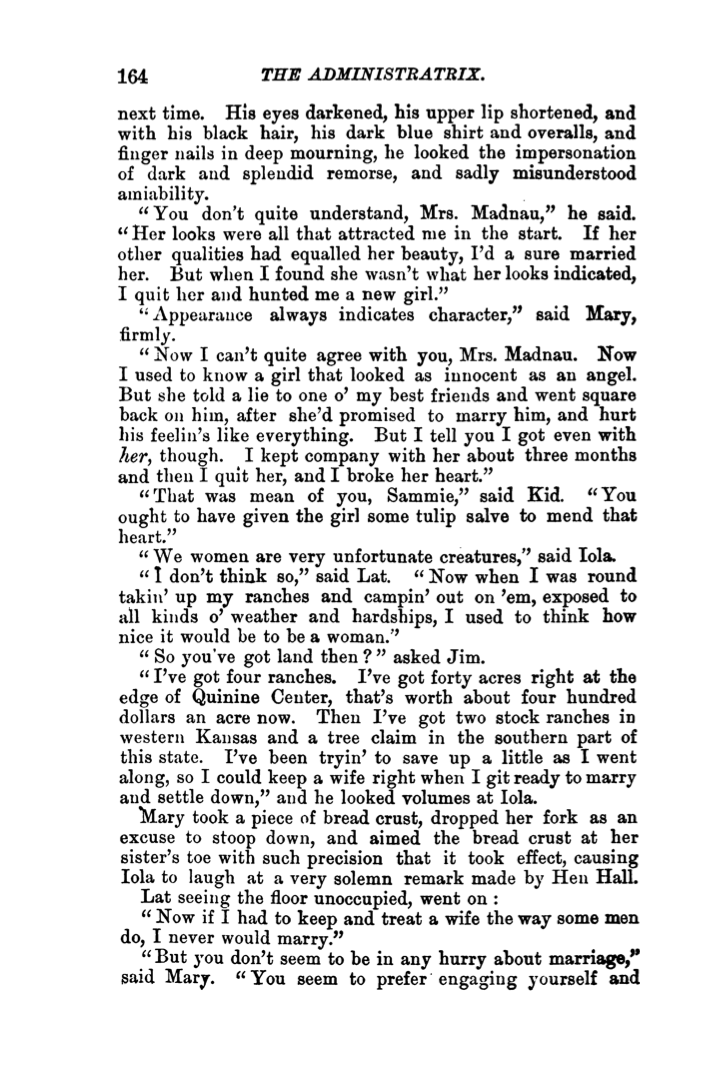 164 THE ADMINISTRATRIX.
next time. His eyes darkened, his upper lip shortened, and
with his black hair, his dark blue shirt and overalls, and
finger nails in deep mourning, he looked the impersonation
of dark and splendid remorse, and sadly misunderstood
amiability.
“You don’t quite understand, Mrs. Madnau,” he said.
“Her looks were all that attracted me in the start. If her
other qualities had equalled her beauty, I’d a sure married
her. But when I found she wasn’t what her looks indicated,
I quit her and hunted me a new girl.”
“Appearance always indicates character,” said Mary,
firmly.
“Now I can’t quite agree with you, Mrs. Madnau. Now
I used to know a girl that looked as innocent as an angel.
But she told a lie to one o’ my best friends and went square
back on him, after she’d promised to marry him, and hurt
his feelin’s like everything. But I tell you I got even with
her, though. I kept company with her about three months
and then I quit her, and I broke her heart.”
“That was mean of you, Sammie,” said Kid. “You
ought to have given the girl some tulip salve to mend that
heart.”
“We women are very unfortunate creatures,” said Iola.
“I don’t think so,” said Lat. “Now when I was round
takin’ up my ranches and campin’ out on ’em, exposed to
all kinds o’ weather and hardships, I used to think how
nice it would be to be a woman.”
“So you’ve got land then?” asked Jim.
“I’ve got four ranches. I’ve got forty acres right at the
edge of Quinine Center, that’s worth about four hundred
dollars an acre now. Then I’ve got two stock ranches in
western Kansas and a tree claim in the southern part of
this state. I’ve been tryin’ to save up a little as I went
along, so I could keep a wife right when I git ready to marry
and settle down,” and he looked volumes at Iola.
Mary took a piece of bread crust, dropped her fork as an
excuse to stoop down, and aimed the bread crust at her
sister’s toe with such precision that it took effect, causing
Iola to laugh at a very solemn remark made by Hen Hall.
Lat seeing the floor unoccupied, went on :
“Now if I had to keep and treat a wife the way some men
do, I never would marry.”
“But you don’t seem to be in any hurry about marriage,”
said Mary. “You seem to prefer engaging yourself and